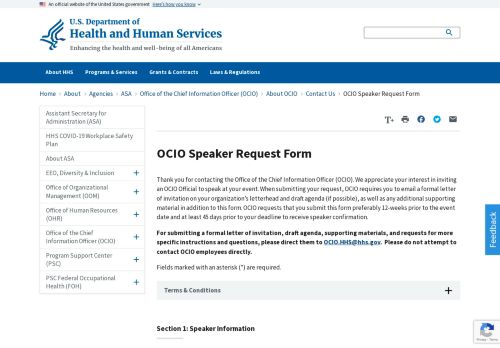 An official website of the United States government Here's how you know
U.S. Department of
Health and Human Services
Enhancing the health and well-being of all Americans
About HHS Programs & Services Grants & Contracts Laws & Regulations
Home › About › Agencies › ASA › Office of the Chief Information Officer (OCIO) › About OCIO › Contact Us › OCIO Speaker Request Form
Assistant Secretary for
Administration (ASA)
HHS COVID-19 Workplace Safety
Plan
About ASA
EEO, Diversity & Inclusion
Office of Organizational
Management (OOM)
Office of Human Resources
(OHR)
Office of the Chief
Information Officer (OCIO)
Program Support Center
(PSC)
PSC Federal Occupational
Health (FOH)
T+
OCIO Speaker Request Form
Thank you for contacting the Office of the Chief Information Officer (OCIO). We appreciate your interest in inviting
an OCIO Official to speak at your event. When submitting your request, OCIO requires you to email a formal letter
of invitation on your organization's letterhead and draft agenda (if possible), as well as any additional supporting
material in addition to this form. OCIO requests that you submit this form preferably 12-weeks prior to the event
date and at least 45 days prior to your deadline to receive speaker confirmation.
For submitting a formal letter of invitation, draft agenda, supporting materials, and requests for more
specific instructions and questions, please direct them to OCIO.HHS@hhs.gov. Please do not attempt to
contact OCIO employees directly.
Fields marked with an asterisk (*) are required.
Terms & Conditions
Section 1: Speaker Information
Feedback
Privacy - Terms